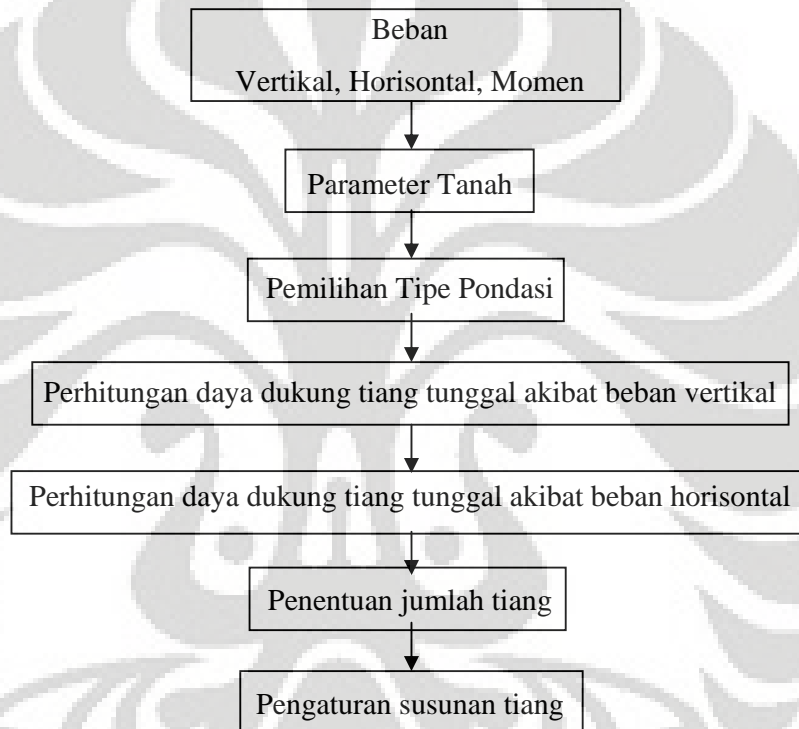 Beban
Vertikal, Horisontal, Momen
Parameter Tanah
Pemilihan Tipe Pondasi
Perhitungan daya dukung tiang tunggal akibat beban vertikal
Perhitungan daya dukung tiang tunggal akibat beban horisontal
Penentuan jumlah tiang
Pengaturan susunan tiang